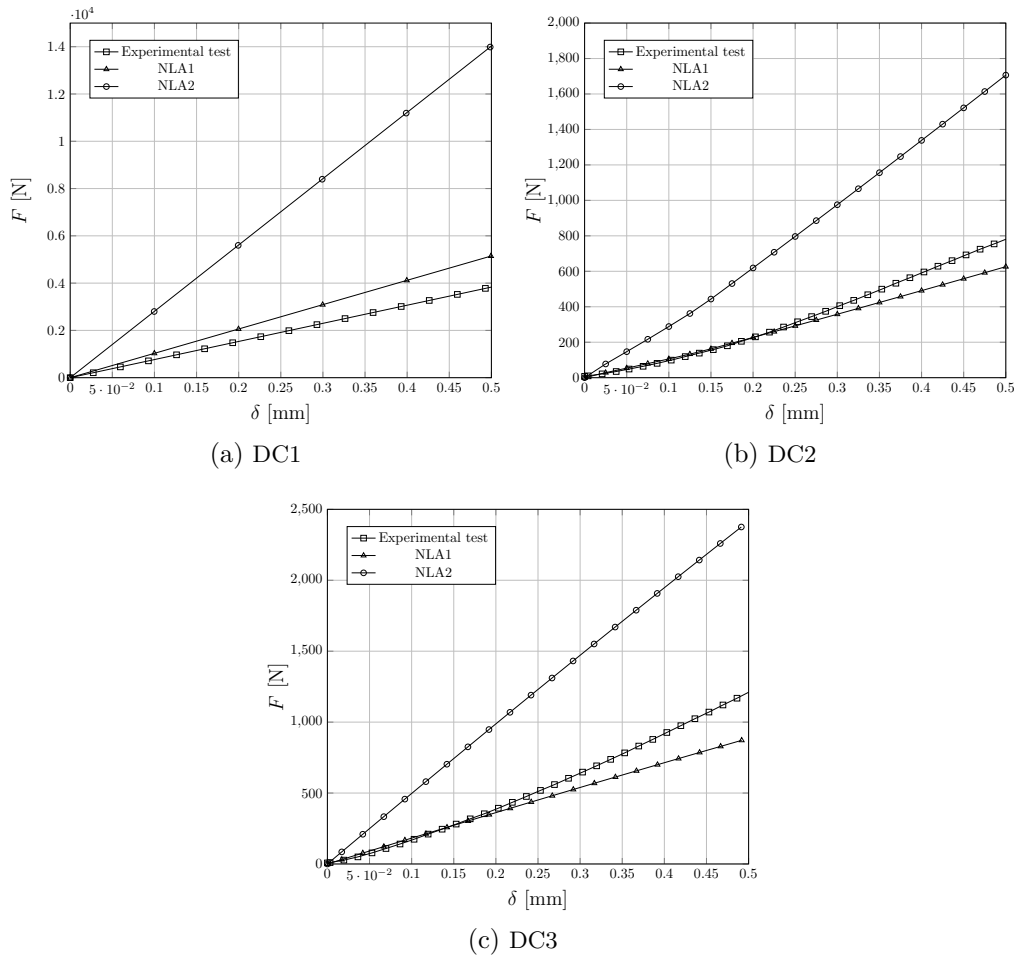 ·10⁴
1.4
1.2
1
0.8
0.6
0.4
0.2
0
F [N]
Experimental test
NLA1
NLA2
0
5 · 10⁻²
0.1
0.15
0.2
0.25
0.3
0.35
0.4
0.45
0.5
δ [mm]
(a) DC1
2,000
1,800
1,600
1,400
1,200
1,000
800
600
400
200
0
F [N]
Experimental test
NLA1
NLA2
0
5 · 10⁻²
0.1
0.15
0.2
0.25
0.3
0.35
0.4
0.45
0.5
δ [mm]
(b) DC2
2,500
2,000
1,500
1,000
500
0
F [N]
Experimental test
NLA1
NLA2
0
5 · 10⁻²
0.1
0.15
0.2
0.25
0.3
0.35
0.4
0.45
0.5
δ [mm]
(c) DC3